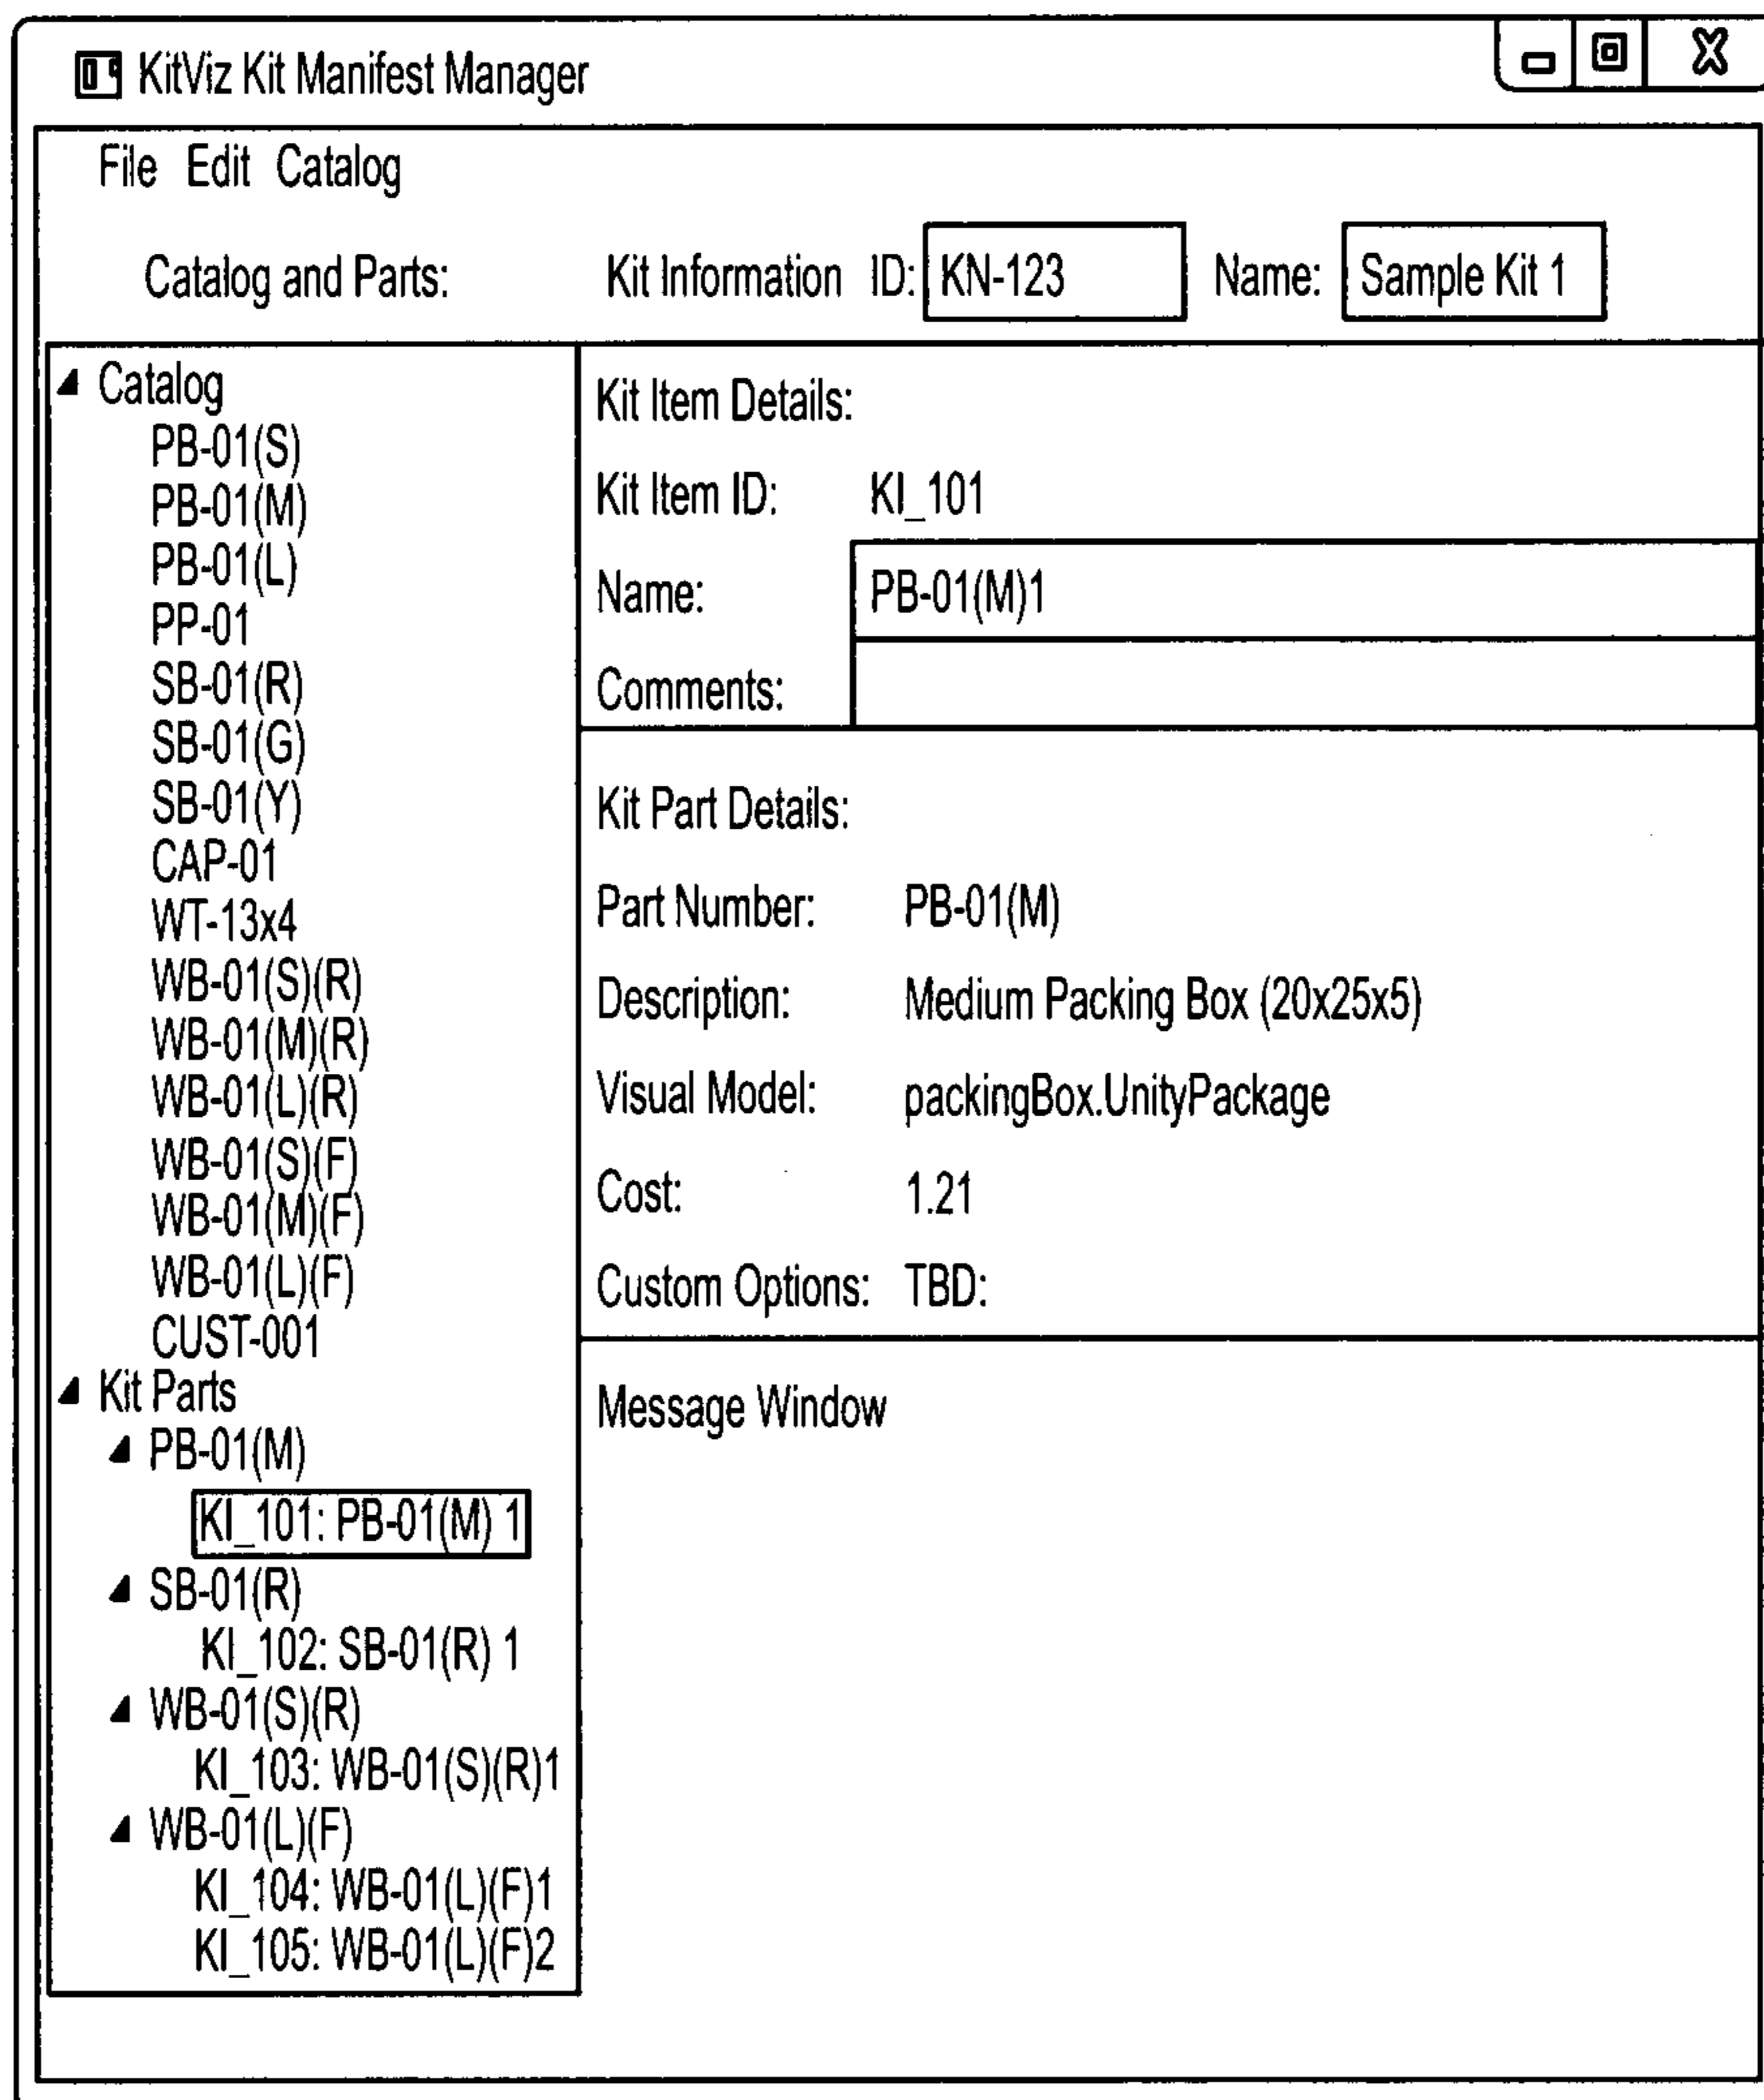 KitViz Kit Manifest Manager
File Edit Catalog
Catalog and Parts: Kit Information ID: KN-123 Name: Sample Kit 1
Catalog
PB-01(S)
PB-01(M)
PB-01(L)
PP-01
SB-01(R)
SB-01(G)
SB-01(Y)
CAP-01
WT-13x4
WB-01(S)(R)
WB-01(M)(R)
WB-01(L)(R)
WB-01(S)(F)
WB-01(M)(F)
WB-01(L)(F)
CUST-001
Kit Parts
PB-01(M)
KI_101: PB-01(M) 1
SB-01(R)
KI_102: SB-01(R) 1
WB-01(S)(R)
KI_103: WB-01(S)(R)1
WB-01(L)(F)
KI_104: WB-01(L)(F)1
KI_105: WB-01(L)(F)2
Kit Item Details:
Kit Item ID: KI_101
Name: PB-01(M)1
Comments:
Kit Part Details:
Part Number: PB-01(M)
Description: Medium Packing Box (20x25x5)
Visual Model: packingBox.UnityPackage
Cost: 1.21
Custom Options: TBD:
Message Window